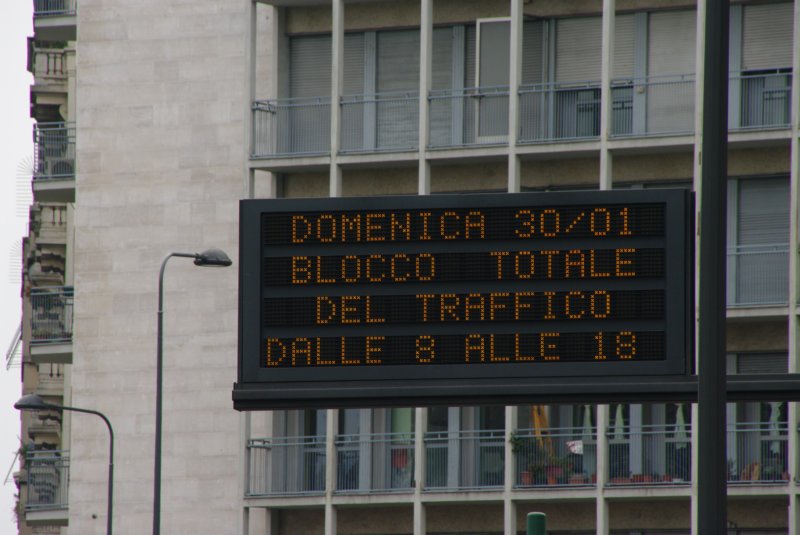 DOMENICA 30/01
BLOCCO TOTALE
DEL TRAFFICO
DALLE 8 ALLE 18